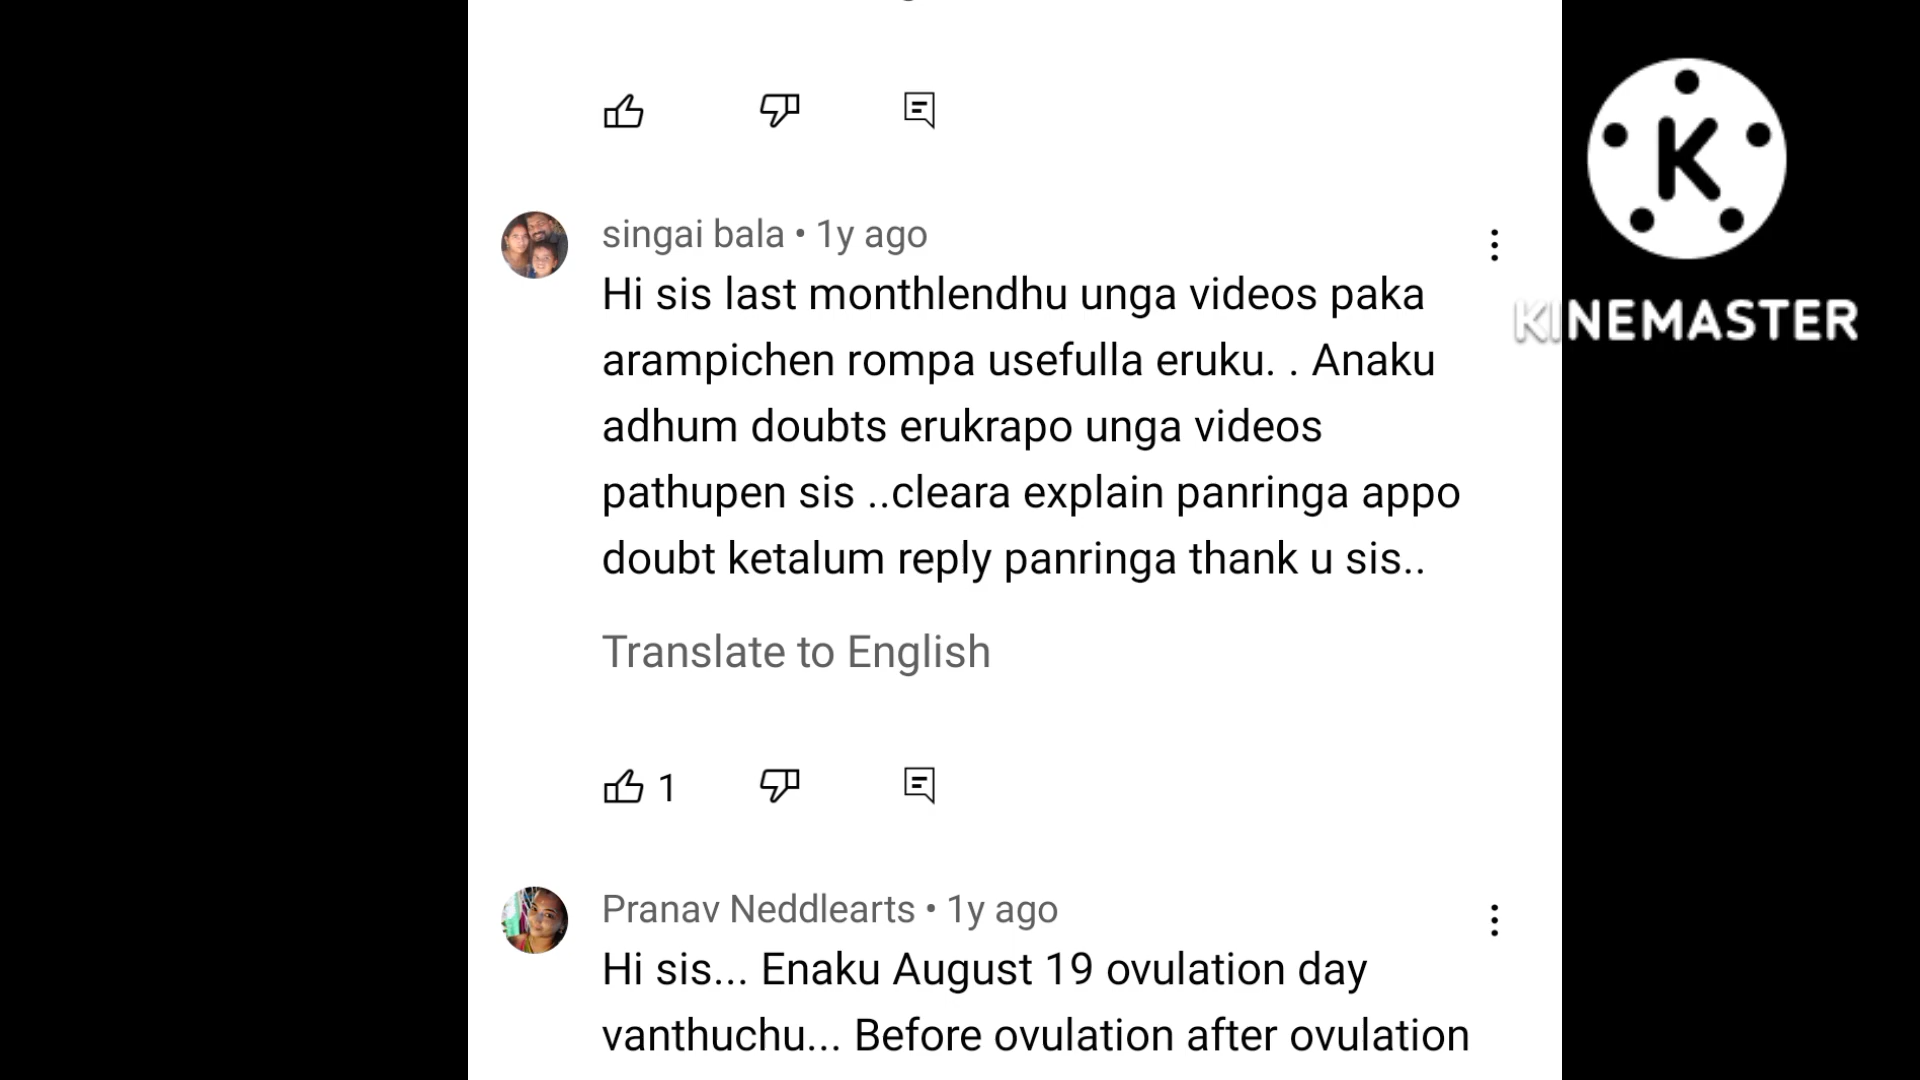 singai bala • 1y ago
Hi sis last monthlendhu unga videos paka
arampichen rompa usefulla eruku. . Anaku
adhum doubts erukrapo unga videos
pathupen sis ..cleara explain panringa appo
doubt ketalum reply panringa thank u sis..
Translate to English
1
Pranav Neddlearts • 1y ago
Hi sis... Enaku August 19 ovulation day
vanthuchu... Before ovulation after ovulation
K
KINEMASTER